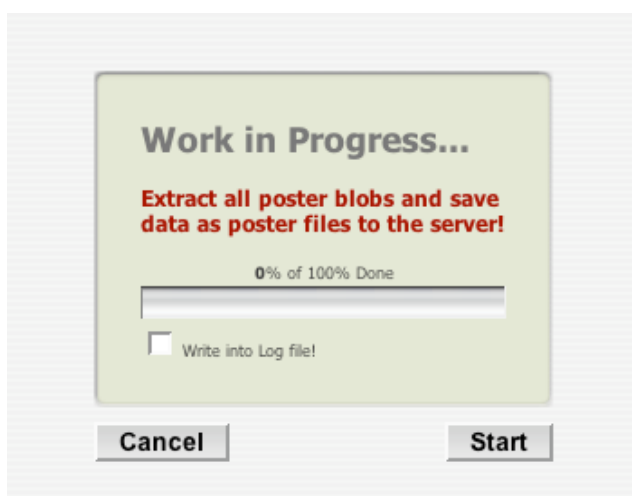 Work in Progress...
Extract all poster blobs and save
data as poster files to the server!
0% of 100% Done
Write into Log file!
Cancel
Start